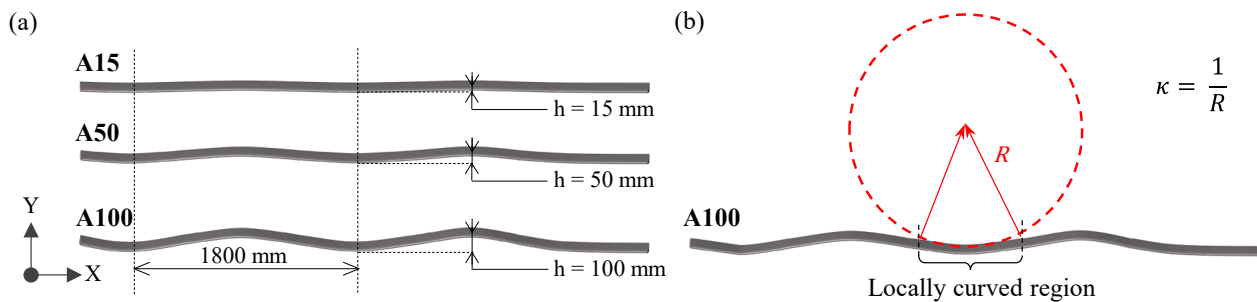 (a)
A15
h = 15 mm
A50
h = 50 mm
Y
A100
X
1800 mm
h = 100 mm
(b)
κ = 1/R
R
A100
Locally curved region